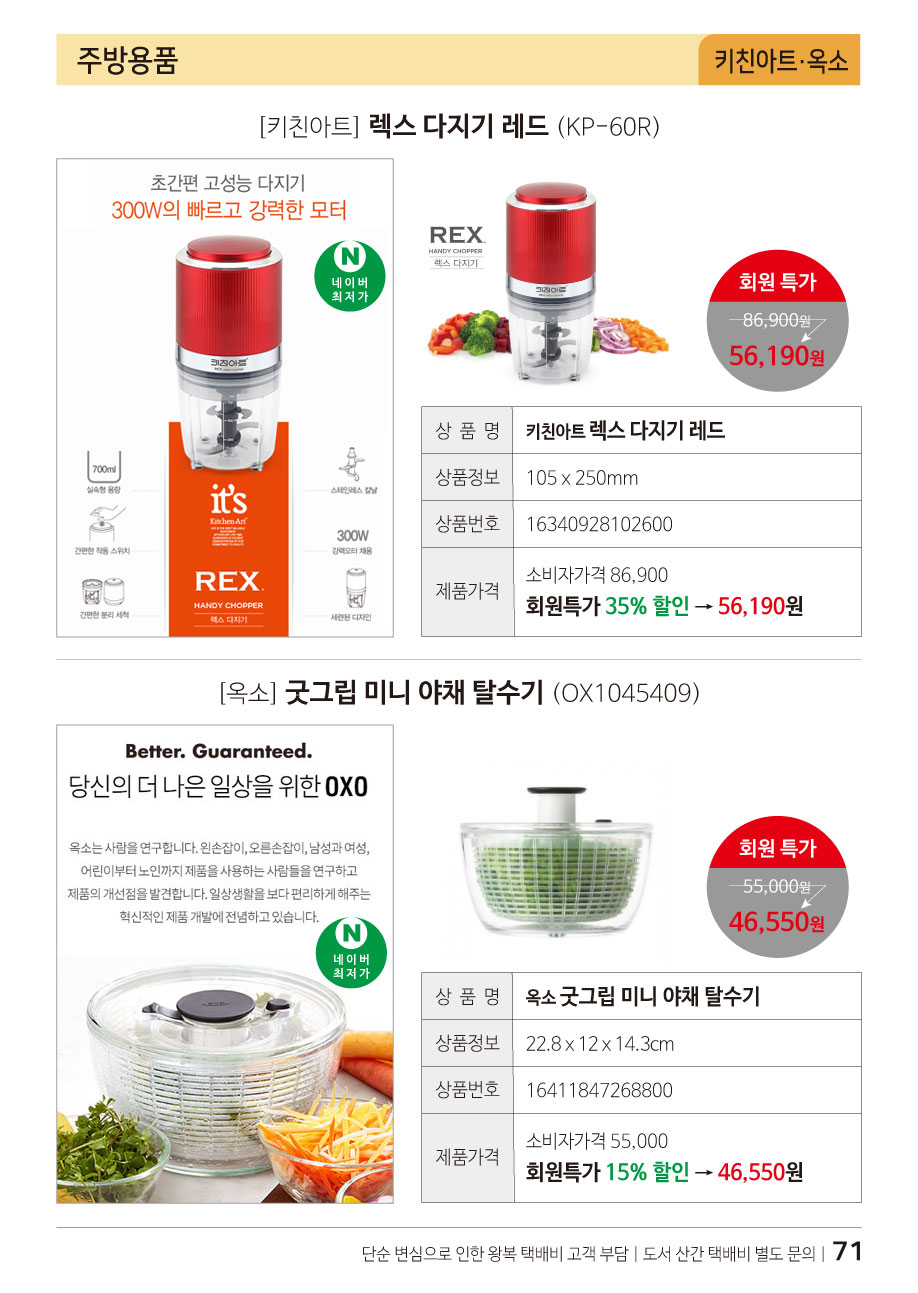 주방용품
키친아트·옥소
[키친아트] 렉스 다지기 레드 (KP-60R)
초간편 고성능 다지기
300W의 빠르고 강력한 모터
N
네이버
최저가
키친아트
REX
700ml
실속형 용량
간편한 작동 스위치
간편한 분리 세척
스테인레스 칼날
300W
강력모터 채용
세련된 디자인
it's
Kitchen-Art
REX
HANDY CHOPPER
렉스 다지기
REX
HANDY CHOPPER
렉스 다지기
키친아트
회원 특가
86,900원
56,190원
상 품 명 키친아트 렉스 다지기 레드
상품정보 105 x 250mm
상품번호 16340928102600
제품가격 소비자가격 86,900
회원특가 35% 할인 → 56,190원
[옥소] 굿그립 미니 야채 탈수기 (OX1045409)
Better. Guaranteed.
당신의 더 나은 일상을 위한 OXO
옥소는 사람을 연구합니다. 왼손잡이, 오른손잡이, 남성과 여성,
어린이부터 노인까지 제품을 사용하는 사람들을 연구하고
제품의 개선점을 발견합니다. 일상생활을 보다 편리하게 해주는
혁신적인 제품 개발에 전념하고 있습니다.
N
네이버
최저가
회원 특가
55,000원
46,550원
상 품 명 옥소 굿그립 미니 야채 탈수기
상품정보 22.8 x 12 x 14.3cm
상품번호 16411847268800
제품가격 소비자가격 55,000
회원특가 15% 할인 → 46,550원
단순 변심으로 인한 왕복 택배비 고객 부담 | 도서 산간 택배비 별도 문의 | 71